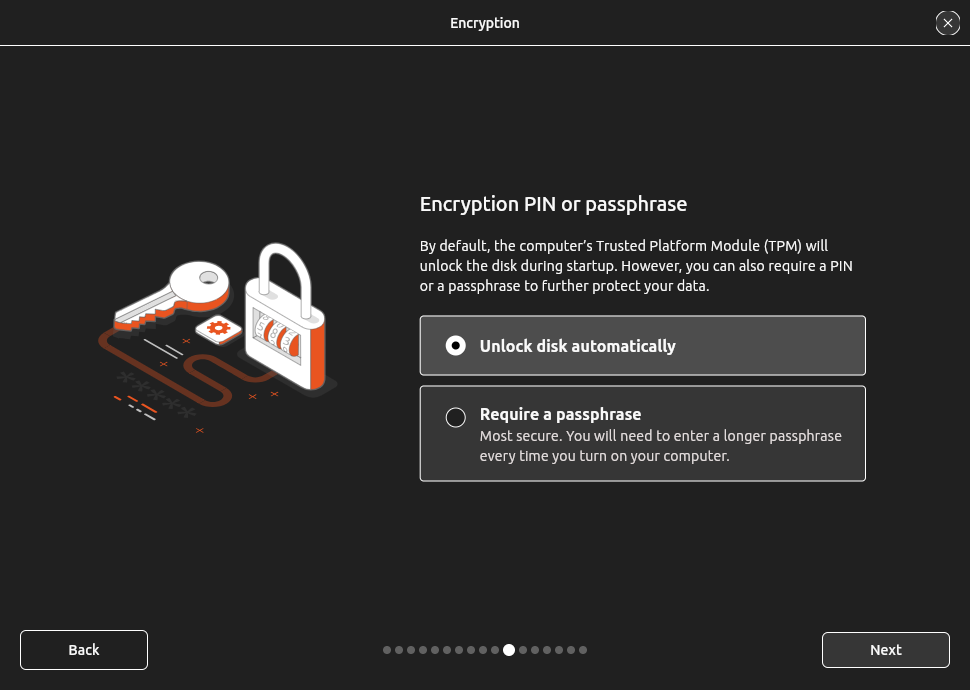 Encryption
Encryption PIN or passphrase
By default, the computer’s Trusted Platform Module (TPM) will
unlock the disk during startup. However, you can also require a PIN
or a passphrase to further protect your data.
Unlock disk automatically
Require a passphrase
Most secure. You will need to enter a longer passphrase
every time you turn on your computer.
Back
Next